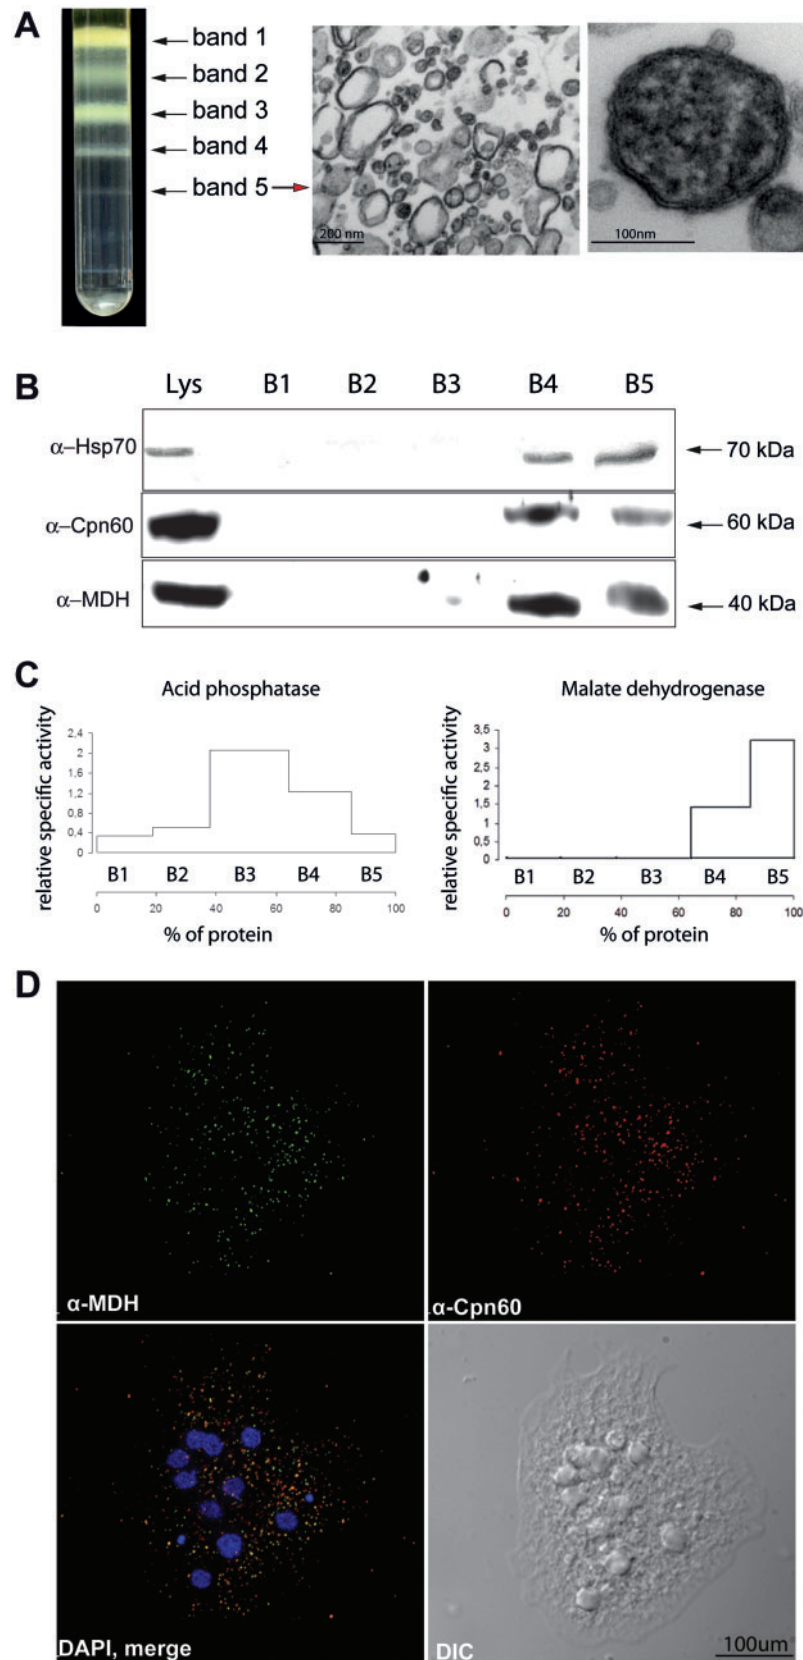 A
band 1
band 2
band 3
band 4
band 5
200 nm
100nm
B
Lys B1 B2 B3 B4 B5
α–Hsp70 70 kDa
α–Cpn60 60 kDa
α–MDH 40 kDa
C
Acid phosphatase
relative specific activity
2,4
2
1,6
1,2
0,8
0,4
0
B1 B2 B3 B4 B5
0 20 40 60 80 100
% of protein
Malate dehydrogenase
relative specific activity
3,5
3
2,5
2
1,5
1
0,5
0
B1 B2 B3 B4 B5
0 20 40 60 80 100
% of protein
D
α-MDH
α-Cpn60
DAPI, merge
DIC
100um